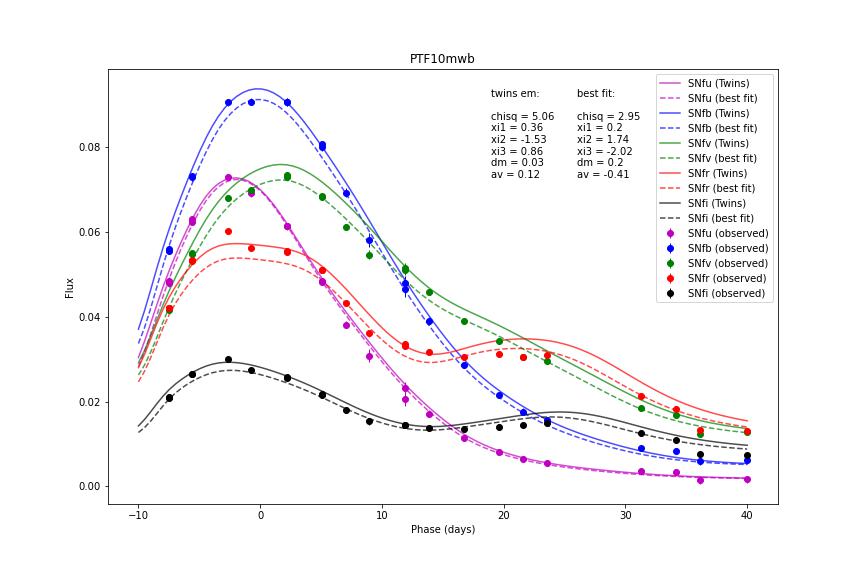 PTF10mwb
twins em:
chisq = 5.06
xi1 = 0.36
xi2 = -1.53
xi3 = 0.86
dm = 0.03
av = 0.12
best fit:
chisq = 2.95
xi1 = 0.2
xi2 = 1.74
xi3 = -2.02
dm = 0.2
av = -0.41
SNfu (Twins)
SNfu (best fit)
SNfb (Twins)
SNfb (best fit)
SNfv (Twins)
SNfv (best fit)
SNfr (Twins)
SNfr (best fit)
SNfi (Twins)
SNfi (best fit)
SNfu (observed)
SNfb (observed)
SNfv (observed)
SNfr (observed)
SNfi (observed)
Flux
0.08
0.06
0.04
0.02
0.00
−10
0
10
20
30
40
Phase (days)